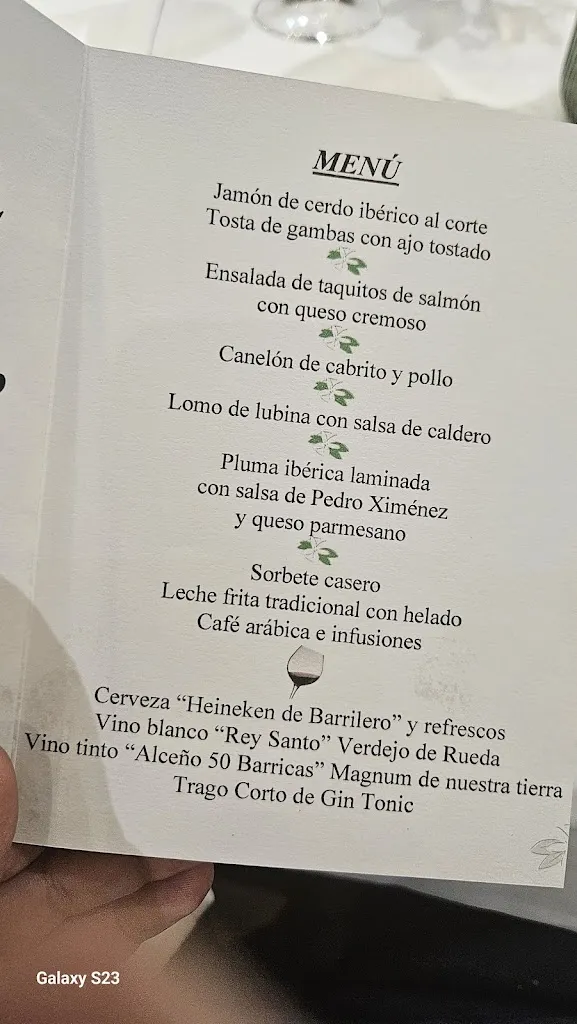 MENÚ
Jamón de cerdo ibérico al corte
Tosta de gambas con ajo tostado
Ensalada de taquitos de salmón
con queso cremoso
Canelón de cabrito y pollo
Lomo de lubina con salsa de caldero
Pluma ibérica laminada
con salsa de Pedro Ximénez
y queso parmesano
Sorbete casero
Leche frita tradicional con helado
Café arábica e infusiones
Cerveza “Heineken de Barrilero” y refrescos
Vino blanco “Rey Santo” Verdejo de Rueda
Vino tinto “Alceño 50 Barricas” Magnum de nuestra tierra
Trago Corto de Gin Tonic
Galaxy S23